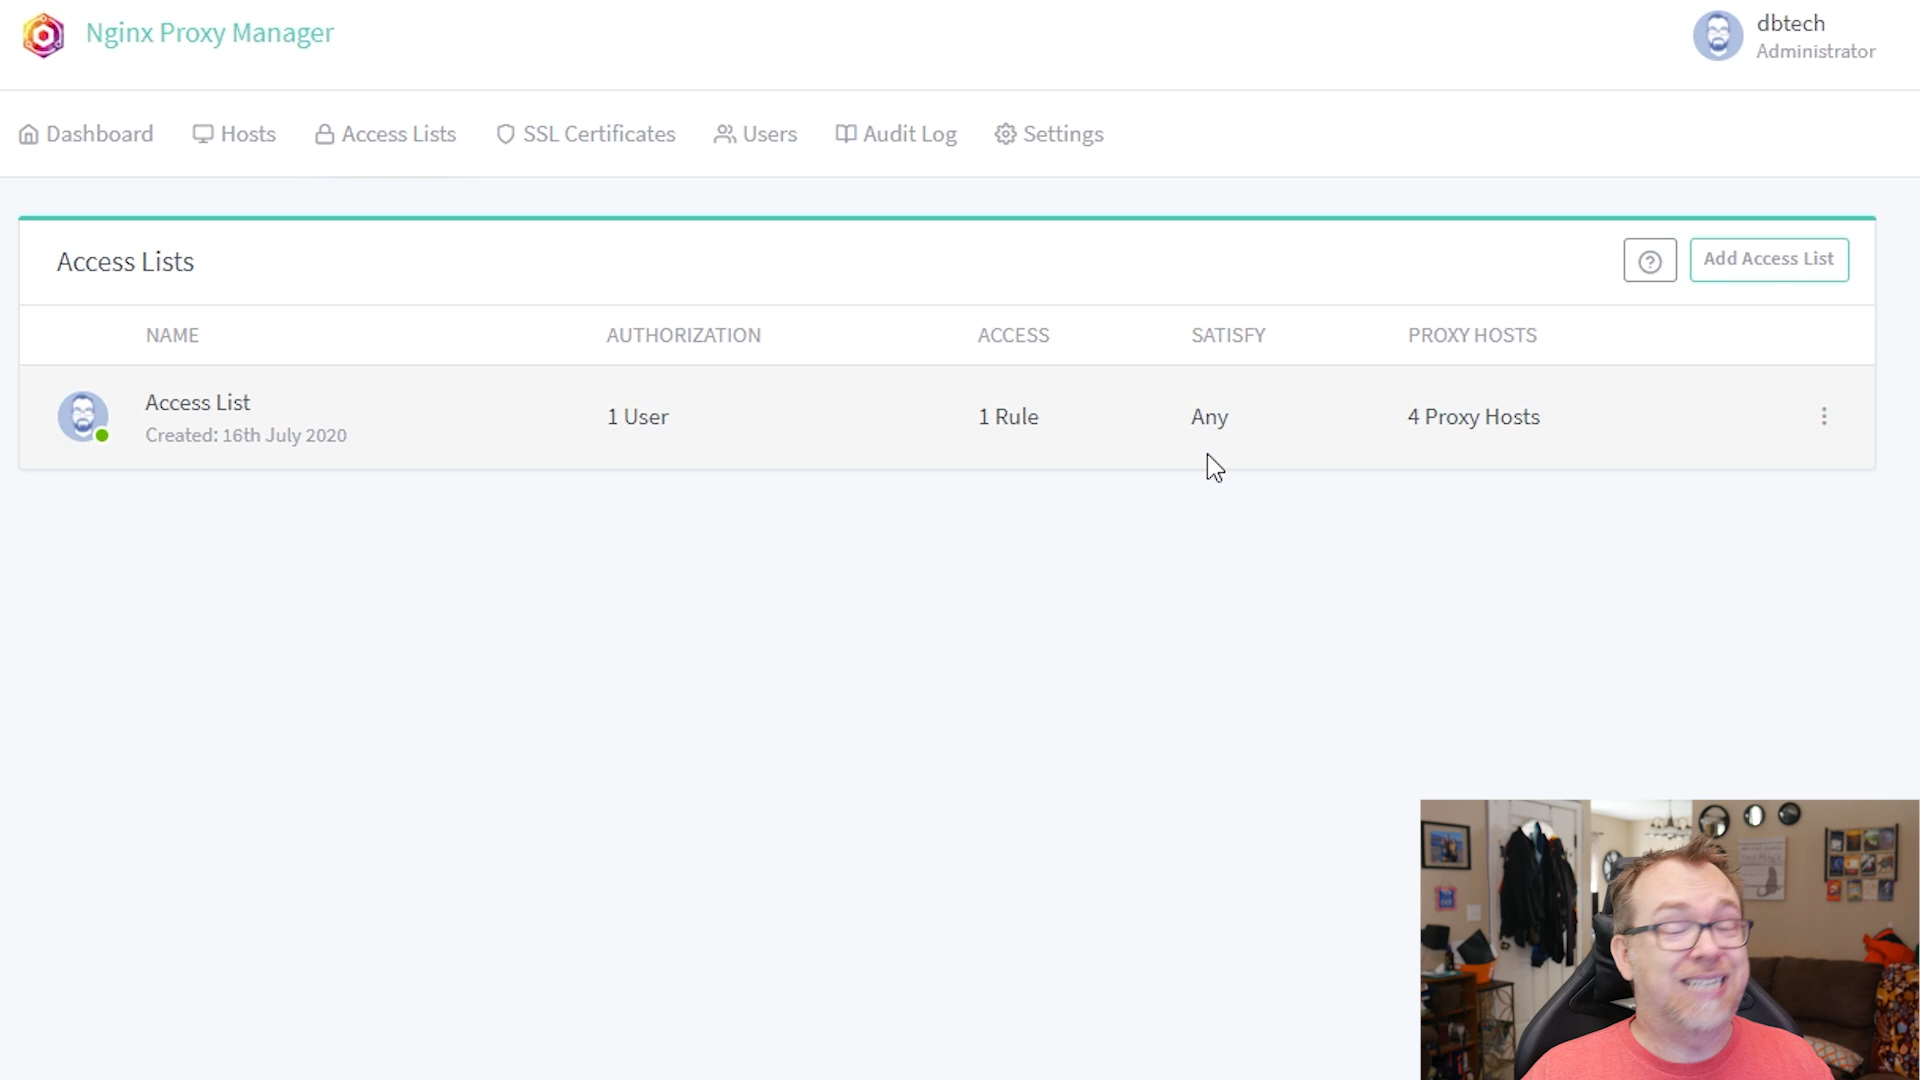 Nginx Proxy Manager
dbtech
Administrator
Dashboard
Hosts
Access Lists
SSL Certificates
Users
Audit Log
Settings
Access Lists
Add Access List
NAME
AUTHORIZATION
ACCESS
SATISFY
PROXY HOSTS
Access List
Created: 16th July 2020
1 User
1 Rule
Any
4 Proxy Hosts